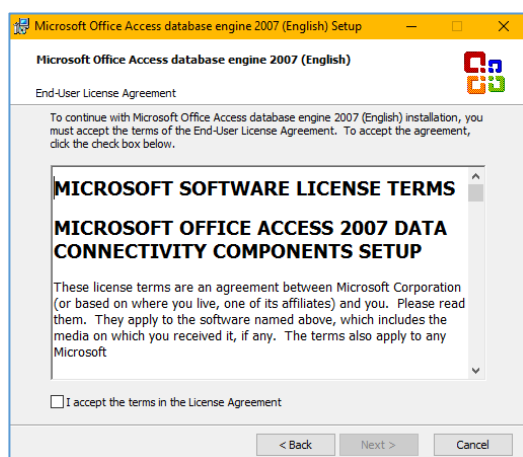 Microsoft Office Access database engine 2007 (English) Setup
Microsoft Office Access database engine 2007 (English)
End-User License Agreement
To continue with Microsoft Office Access database engine 2007 (English) installation, you
must accept the terms of the End-User License Agreement. To accept the agreement,
click the check box below.
MICROSOFT SOFTWARE LICENSE TERMS
MICROSOFT OFFICE ACCESS 2007 DATA
CONNECTIVITY COMPONENTS SETUP
These license terms are an agreement between Microsoft Corporation
(or based on where you live, one of its affiliates) and you. Please read
them. They apply to the software named above, which includes the
media on which you received it, if any. The terms also apply to any
Microsoft
I accept the terms in the License Agreement
< Back Next > Cancel